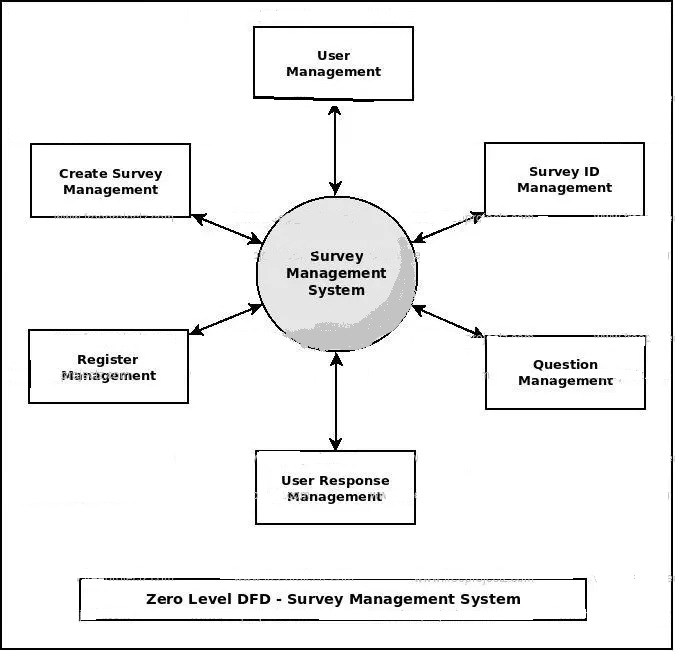 User
Management
Create Survey
Management
Survey ID
Management
Survey
Management
System
Register
Management
Question
Management
User Response
Management
Zero Level DFD - Survey Management System